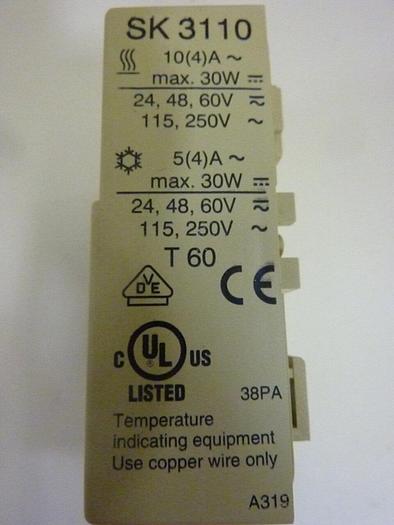 SK 3110
10(4)A ~
max. 30W ⎓
24, 48, 60V ⎓~
115, 250V ~
5(4)A ~
max. 30W ⎓
24, 48, 60V ⎓~
115, 250V ~
T 60
DVE
CE
C UL ® US
LISTED
38PA
Temperature
indicating equipment
Use copper wire only
A319